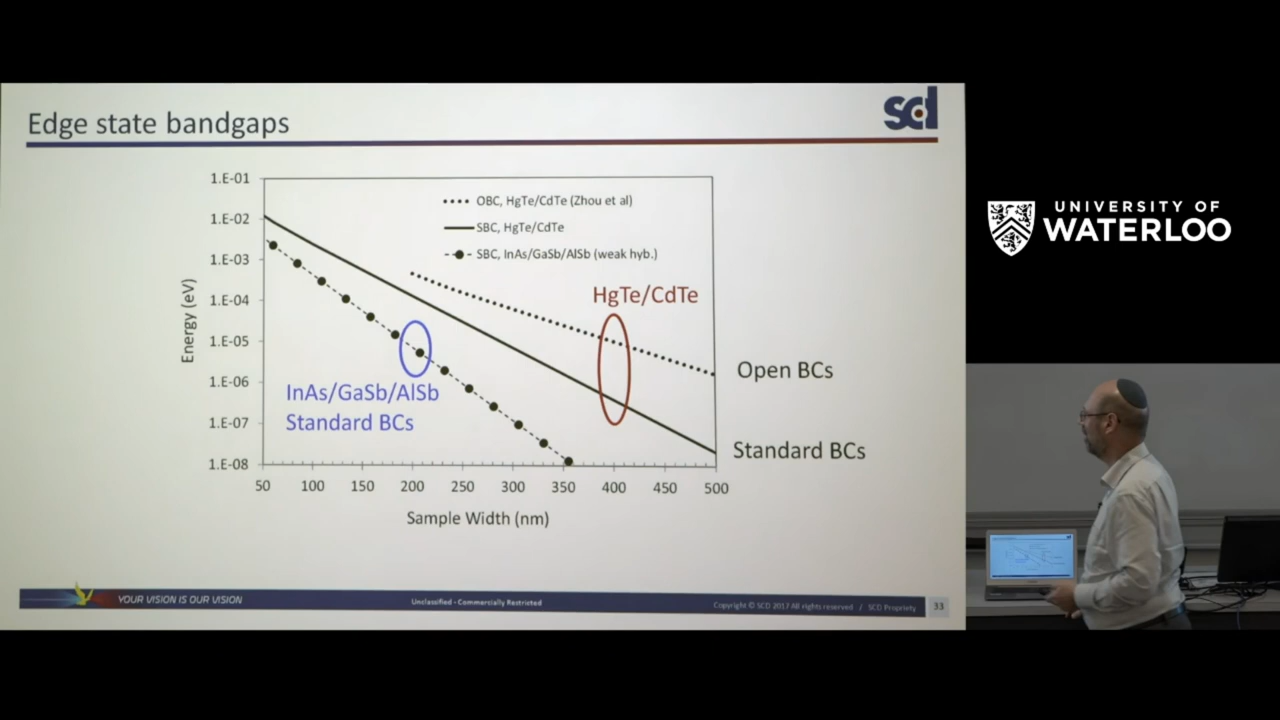 Edge state bandgaps
scd
1.E-01
1.E-02
1.E-03
1.E-04
1.E-05
1.E-06
1.E-07
1.E-08
Energy (eV)
OBC, HgTe/CdTe (Zhou et al)
SBC, HgTe/CdTe
SBC, InAs/GaSb/AlSb (weak hyb.)
HgTe/CdTe
InAs/GaSb/AlSb
Standard BCs
Open BCs
Standard BCs
50 100 150 200 250 300 350 400 450 500
Sample Width (nm)
YOUR VISION IS OUR VISION
Unclassified - Commercially Restricted
Copyright © SCD 2017 All rights reserved / SCD Propriety
33
UNIVERSITY OF
WATERLOO